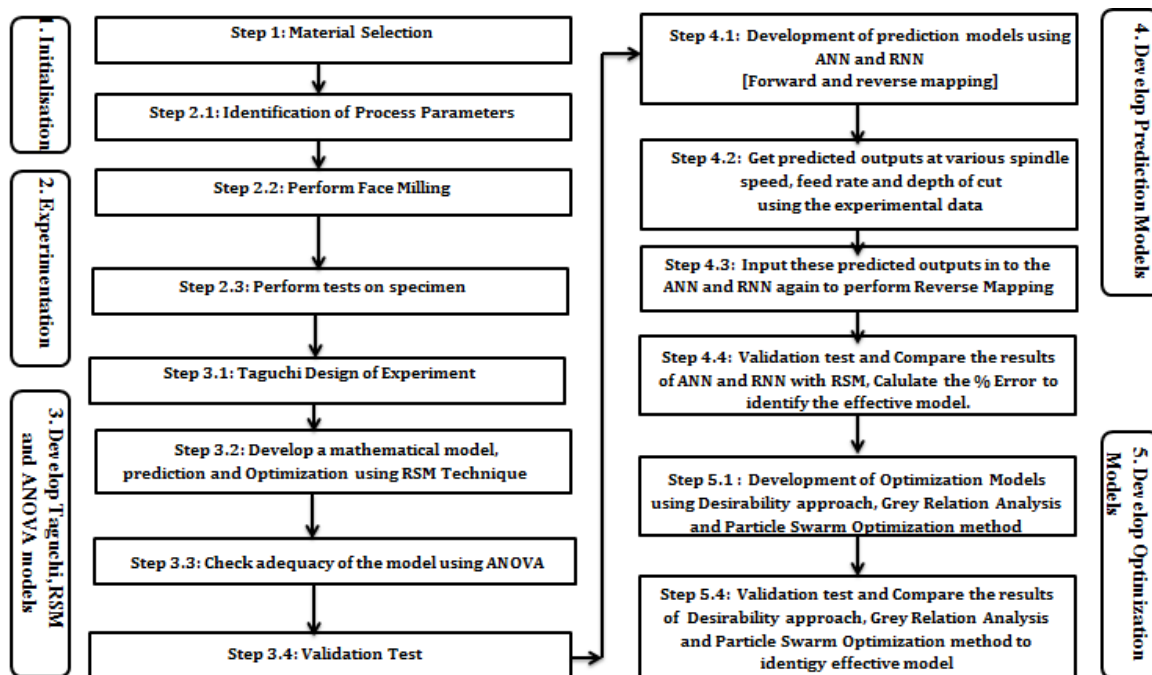 1. Initialisation
Step 1: Material Selection
Step 2.1: Identification of Process Parameters
2. Experimentation
Step 2.2: Perform Face Milling
Step 2.3: Perform tests on specimen
3. Develop Taguchi, RSM
and ANOVA models
Step 3.1: Taguchi Design of Experiment
Step 3.2: Develop a mathematical model,
prediction and Optimization using RSM Technique
Step 3.3: Check adequacy of the model using ANOVA
Step 3.4: Validation Test
4. Develop Prediction Models
Step 4.1: Development of prediction models using
ANN and RNN
[Forward and reverse mapping]
Step 4.2: Get predicted outputs at various spindle
speed, feed rate and depth of cut
using the experimental data
Step 4.3: Input these predicted outputs in to the
ANN and RNN again to perform Reverse Mapping
Step 4.4: Validation test and Compare the results
of ANN and RNN with RSM, Calulate the % Error to
identify the effective model.
5. Develop Optimization
Models
Step 5.1 : Development of Optimization Models
using Desirability approach, Grey Relation Analysis
and Particle Swarm Optimization method
Step 5.4: Validation test and Compare the results
of Desirability approach, Grey Relation Analysis
and Particle Swarm Optimization method to
identigy effective model